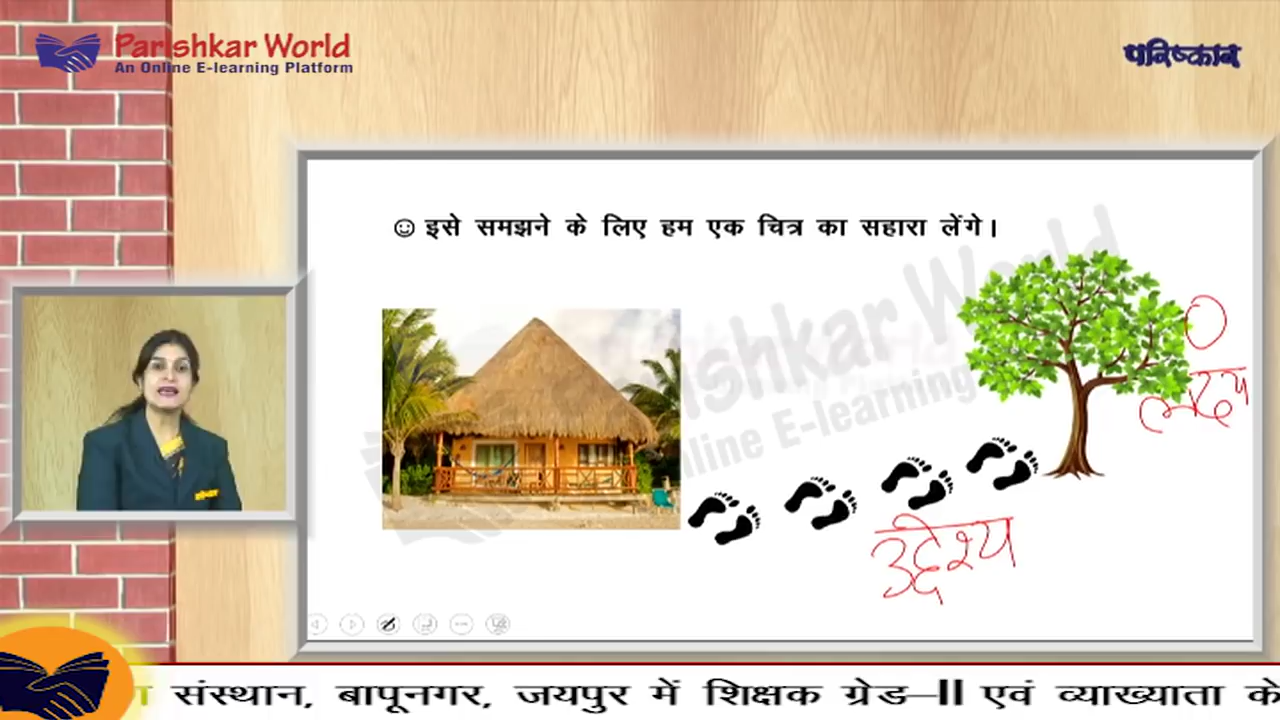 Parishkar World
An Online E-learning Platform
परिष्कार
☺ इसे समझने के लिए हम एक चित्र का सहारा लेंगे।
लक्ष्य
उद्देश्य
संस्थान, बापूनगर, जयपुर में शिक्षक ग्रेड–II एवं व्याख्याता के